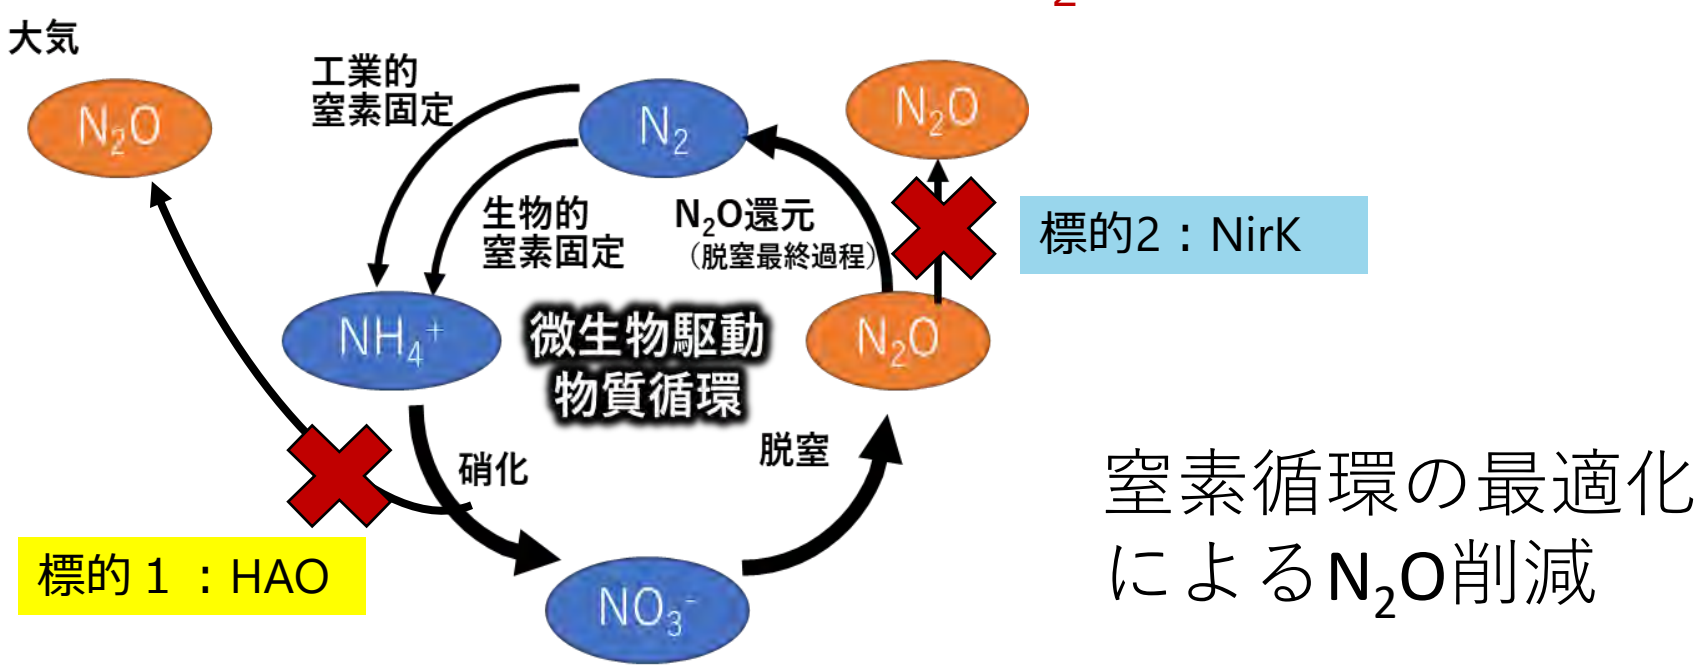 2
大気
工業的
窒素固定
N₂O
N₂
N₂O
生物的
窒素固定
N₂O還元
（脱窒最終過程）
標的2：NirK
NH₄⁺
微生物駆動
物質循環
N₂O
硝化
脱窒
標的１：HAO
NO₃⁻
窒素循環の最適化
によるN₂O削減